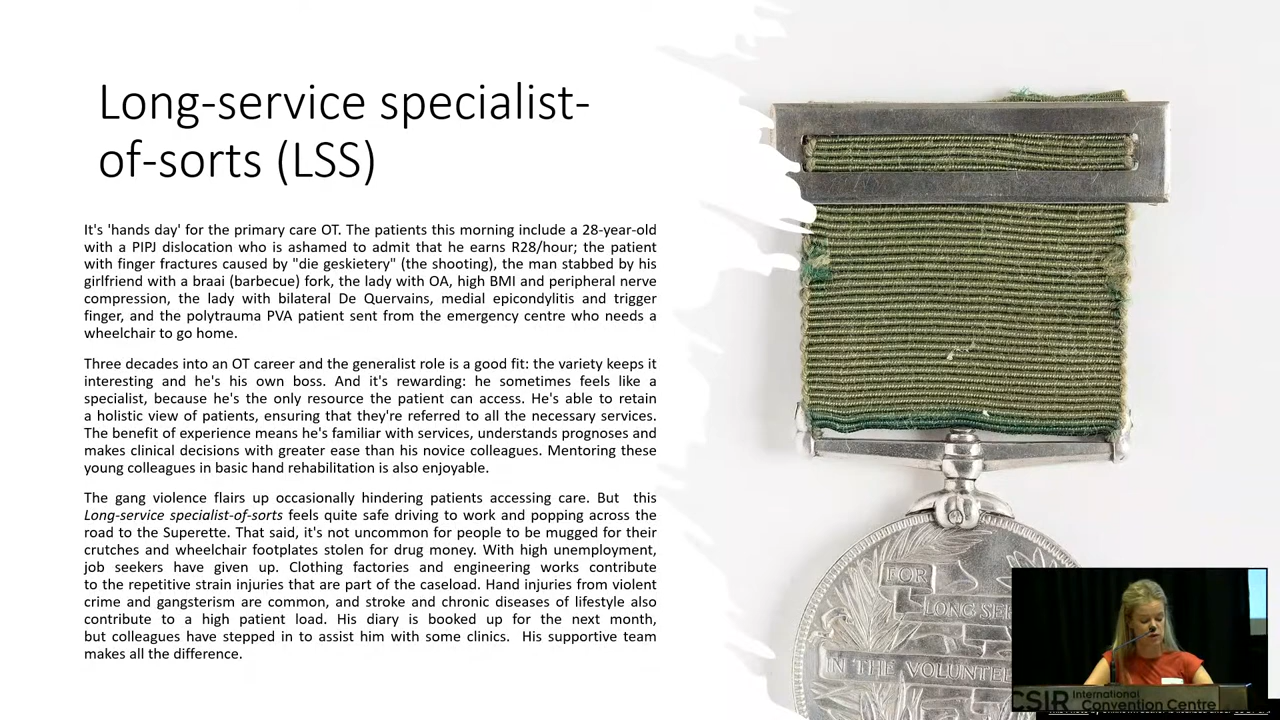 Long-service specialist-
of-sorts (LSS)
It's 'hands day' for the primary care OT. The patients this morning include a 28-year-old
with a PIPJ dislocation who is ashamed to admit that he earns R28/hour; the patient
with finger fractures caused by "die geskietery" (the shooting), the man stabbed by his
girlfriend with a braai (barbecue) fork, the lady with OA, high BMI and peripheral nerve
compression, the lady with bilateral De Quervains, medial epicondylitis and trigger
finger, and the polytrauma PVA patient sent from the emergency centre who needs a
wheelchair to go home.
Three decades into an OT career and the generalist role is a good fit: the variety keeps it
interesting and he's his own boss. And it's rewarding: he sometimes feels like a
specialist, because he's the only resource the patient can access. He's able to retain
a holistic view of patients, ensuring that they're referred to all the necessary services.
The benefit of experience means he's familiar with services, understands prognoses and
makes clinical decisions with greater ease than his novice colleagues. Mentoring these
young colleagues in basic hand rehabilitation is also enjoyable.
The gang violence flairs up occasionally hindering patients accessing care. But this
Long-service specialist-of-sorts feels quite safe driving to work and popping across the
road to the Superette. That said, it's not uncommon for people to be mugged for their
crutches and wheelchair footplates stolen for drug money. With high unemployment,
job seekers have given up. Clothing factories and engineering works contribute
to the repetitive strain injuries that are part of the caseload. Hand injuries from violent
crime and gangsterism are common, and stroke and chronic diseases of lifestyle also
contribute to a high patient load. His diary is booked up for the next month,
but colleagues have stepped in to assist him with some clinics. His supportive team
makes all the difference.
FOR
LONG SER
IN THE VOLUNTE
CSIR International
Convention Centre